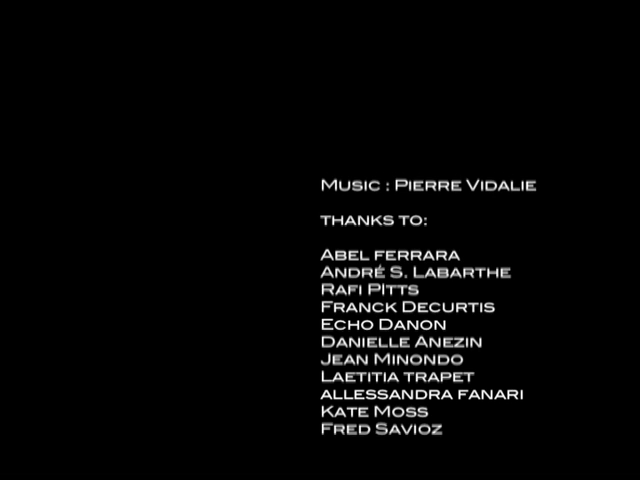 Music : Pierre Vidalie
THANKS TO:
Abel ferrara
André S. Labarthe
Rafi PItts
Franck Decurtis
Echo Danon
Danielle Anezin
Jean Minondo
Laetitia trapet
allessandra fanari
Kate Moss
Fred Savioz